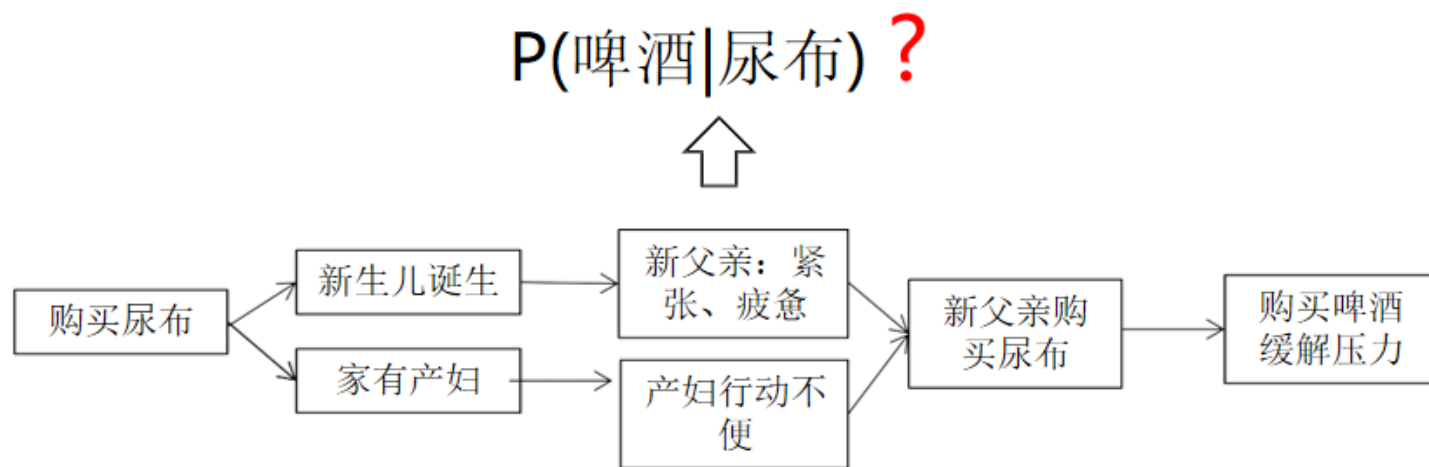 P(啤酒|尿布)?
购买尿布
新生儿诞生
家有产妇
新父亲：紧
张、疲惫
产妇行动不
便
新父亲购
买尿布
购买啤酒
缓解压力